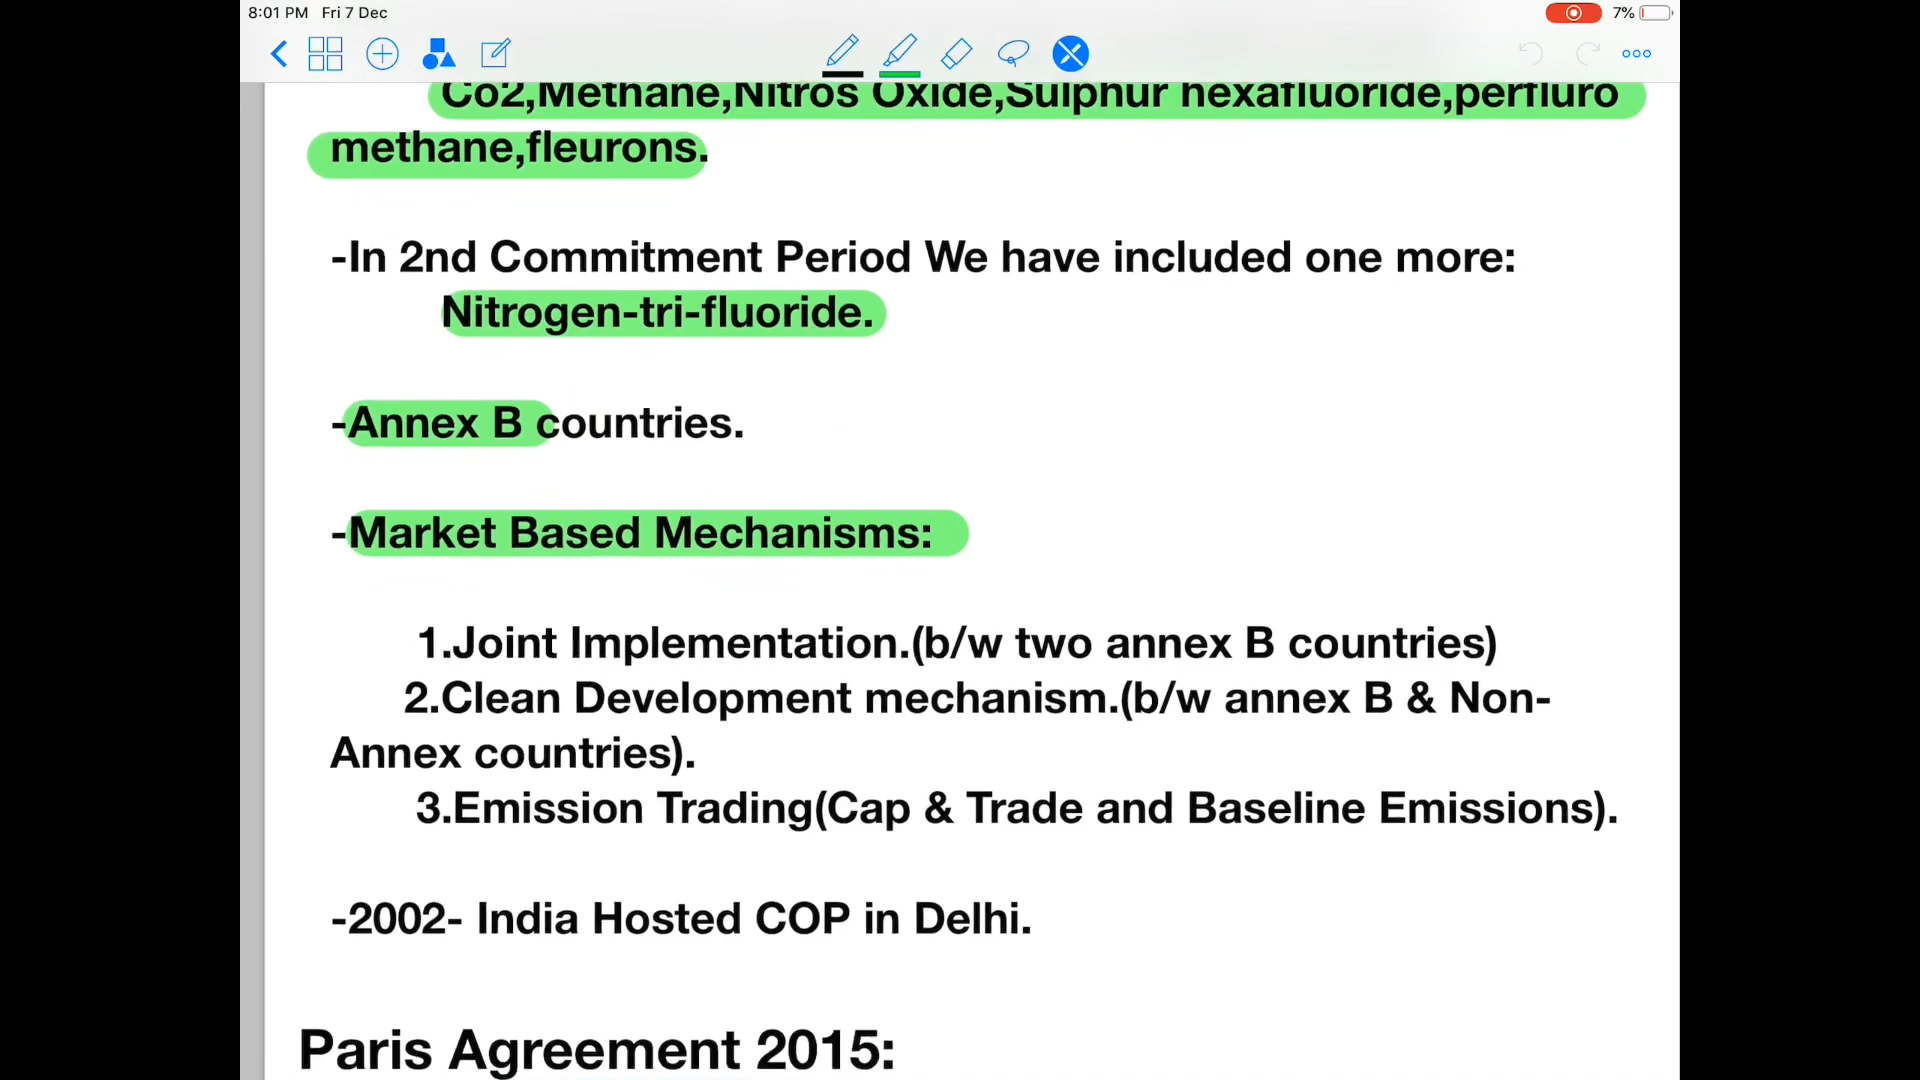 8:01 PM Fri 7 Dec
7%
Co2,Methane,Nitros Oxide,Sulphur hexafluoride,perfluro
methane,fleurons.
-In 2nd Commitment Period We have included one more:
Nitrogen-tri-fluoride.
-Annex B countries.
-Market Based Mechanisms:
1.Joint Implementation.(b/w two annex B countries)
2.Clean Development mechanism.(b/w annex B & Non-
Annex countries).
3.Emission Trading(Cap & Trade and Baseline Emissions).
-2002- India Hosted COP in Delhi.
Paris Agreement 2015: